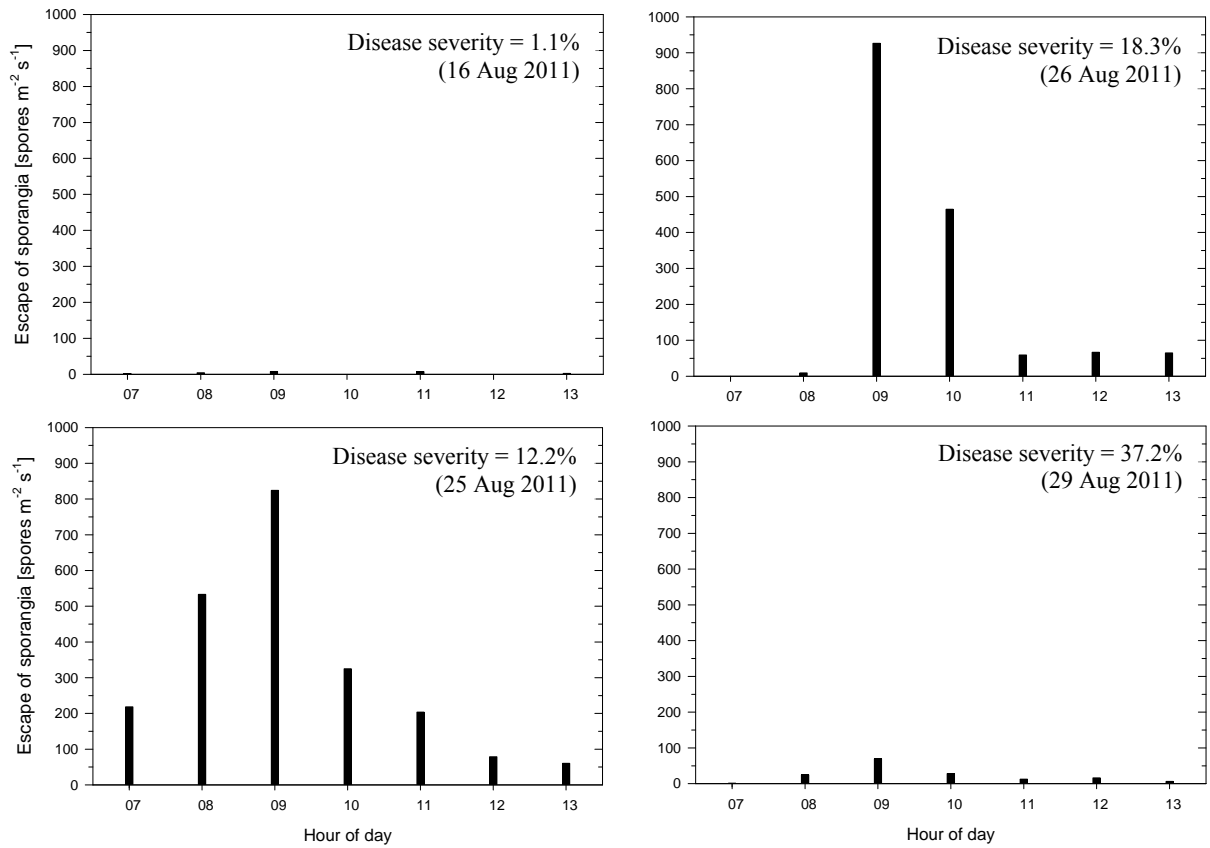 Escape of sporangia [spores m⁻² s⁻¹]
1000
900
800
700
600
500
400
300
200
100
0
Disease severity = 1.1%
(16 Aug 2011)
07 08 09 10 11 12 13
1000
900
800
700
600
500
400
300
200
100
0
Disease severity = 18.3%
(26 Aug 2011)
07 08 09 10 11 12 13
Escape of sporangia [spores m⁻² s⁻¹]
1000
900
800
700
600
500
400
300
200
100
0
Disease severity = 12.2%
(25 Aug 2011)
07 08 09 10 11 12 13
Hour of day
1000
900
800
700
600
500
400
300
200
100
0
Disease severity = 37.2%
(29 Aug 2011)
07 08 09 10 11 12 13
Hour of day